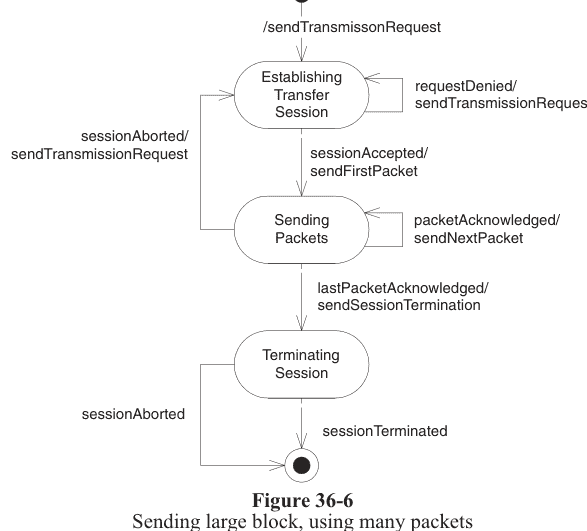 /sendTransmissonRequest
Establishing
Transfer
Session
requestDenied/
sendTransmissionReques
sessionAborted/
sendTransmissionRequest
sessionAccepted/
sendFirstPacket
Sending
Packets
packetAcknowledged/
sendNextPacket
lastPacketAcknowledged/
sendSessionTermination
Terminating
Session
sessionAborted
sessionTerminated
Figure 36-6
Sending large block, using many packets